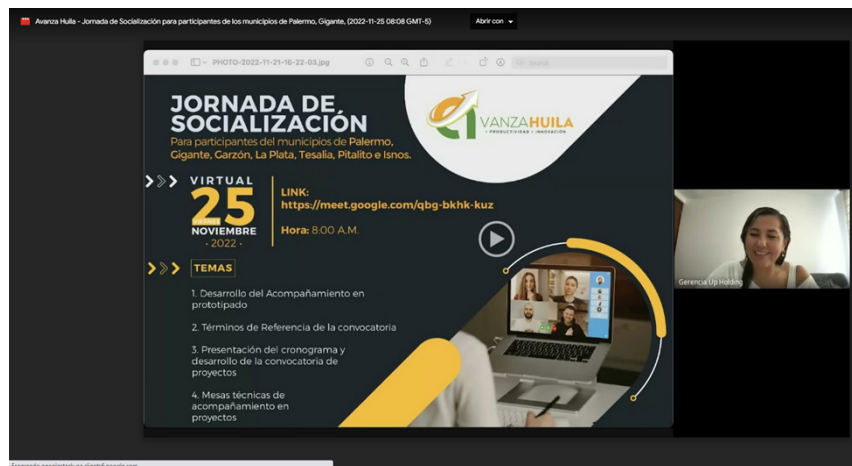 Avanza Huila - Jornada de Socialización para participantes de los municipios de Palermo, Gigante, (2022-11-25 08:08 GMT-5)
Abrir con
PHOTO-2022-11-21-16-22-03.jpg
Search
JORNADA DE
SOCIALIZACIÓN
Para participantes del municipios de Palermo,
Gigante, Garzón, La Plata, Tesalia, Pitalito e Isnos.
VANZAHUILA
• PRODUCTIVIDAD • INNOVACIÓN
VIRTUAL
25
VIERNES
NOVIEMBRE
· 2022 ·
LINK:
https://meet.google.com/qbg-bkhk-kuz
Hora: 8:00 A.M.
TEMAS
1. Desarrollo del Acompañamiento en
prototipado
2. Términos de Referencia de la convocatoria
3. Presentación del cronograma y
desarrollo de la convocatoria de
proyectos
4. Mesas técnicas de
acompañamiento en
proyectos
Gerencia Up Holding